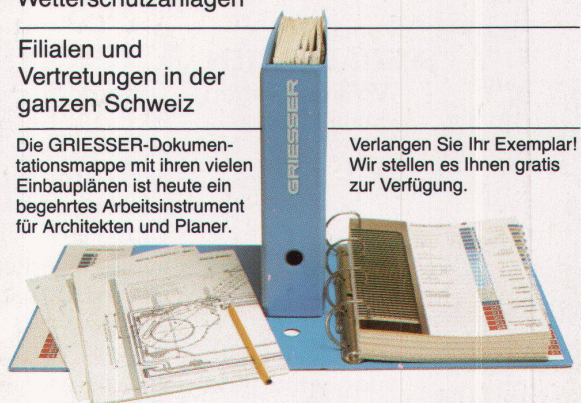 Wetterschutzanlagen
Filialen und
Vertretungen in der
ganzen Schweiz
Die GRIESSER-Dokumen-
tationsmappe mit ihren vielen
Einbauplänen ist heute ein
begehrtes Arbeitsinstrument
für Architekten und Planer.
Verlangen Sie Ihr Exemplar!
Wir stellen es Ihnen gratis
zur Verfügung.
GRIESSER